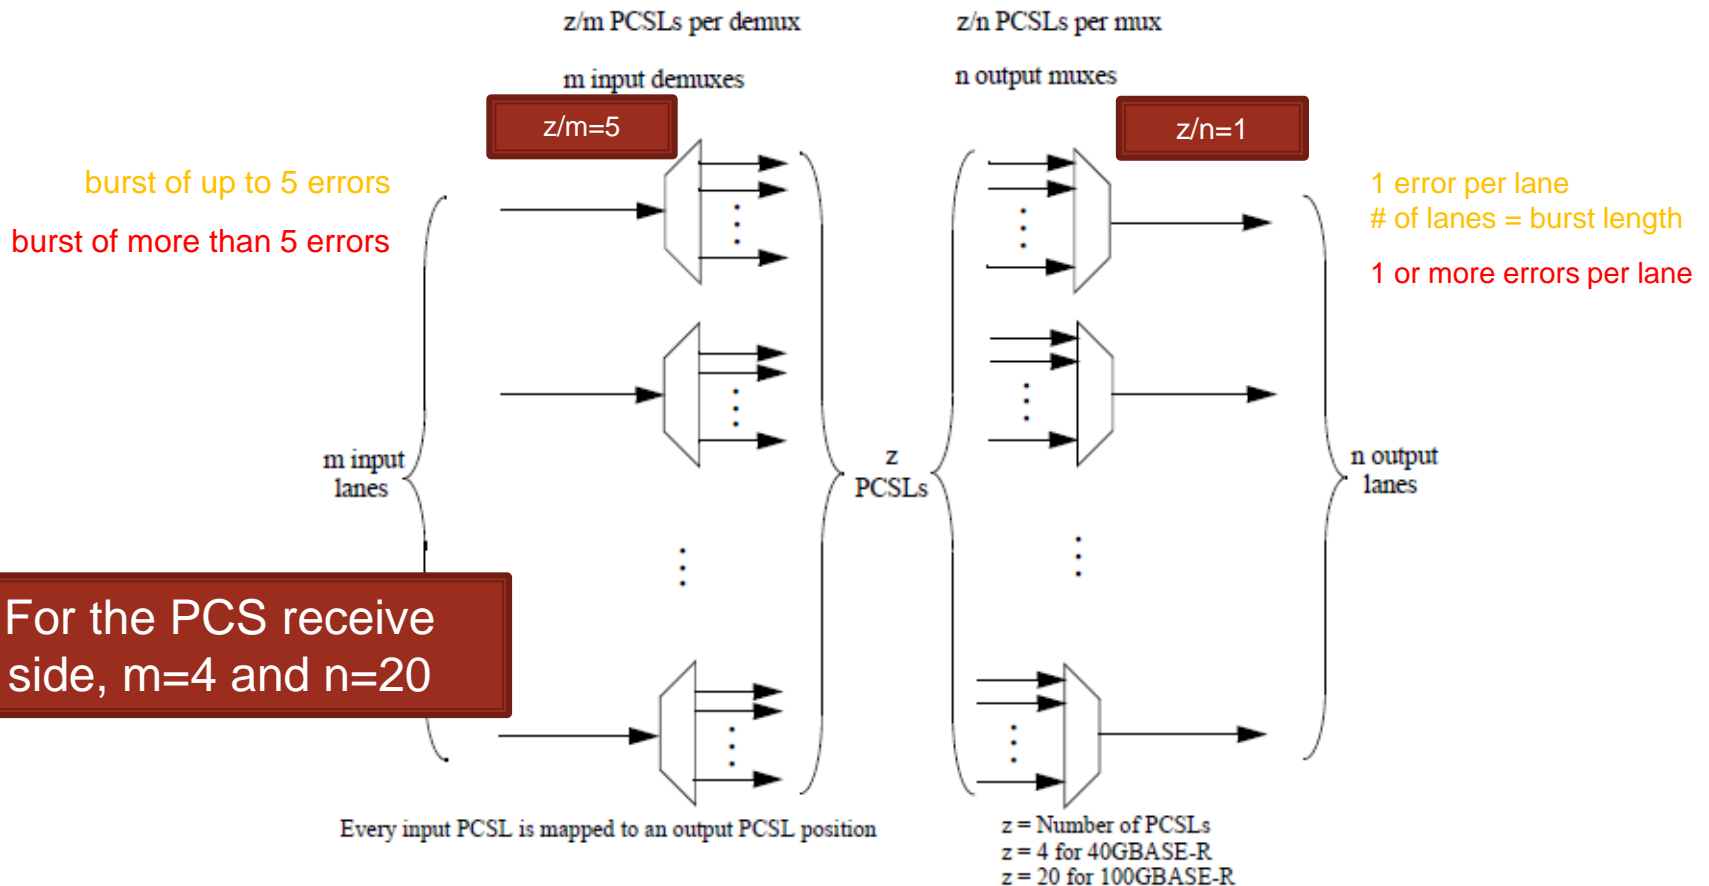 z/m PCSLs per demux
z/n PCSLs per mux
m input demuxes
n output muxes
z/m=5
z/n=1
burst of up to 5 errors
burst of more than 5 errors
1 error per lane
# of lanes = burst length
1 or more errors per lane
m input
lanes
z
PCSLs
n output
lanes
For the PCS receive
side, m=4 and n=20
Every input PCSL is mapped to an output PCSL position
z = Number of PCSLs
z = 4 for 40GBASE-R
z = 20 for 100GBASE-R